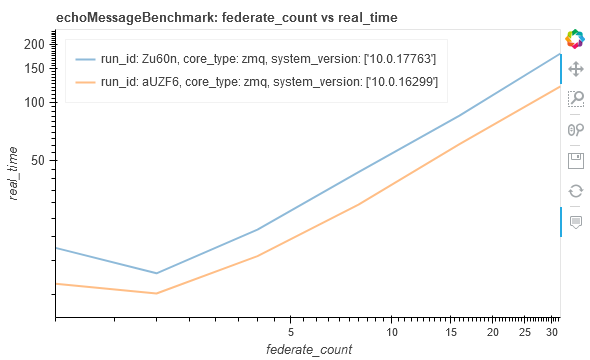 echoMessageBenchmark: federate_count vs real_time
200
150
100
50
real_time
run_id: Zu60n, core_type: zmq, system_version: ['10.0.17763']
run_id: aUZF6, core_type: zmq, system_version: ['10.0.16299']
5
10
15
20
25
30
federate_count